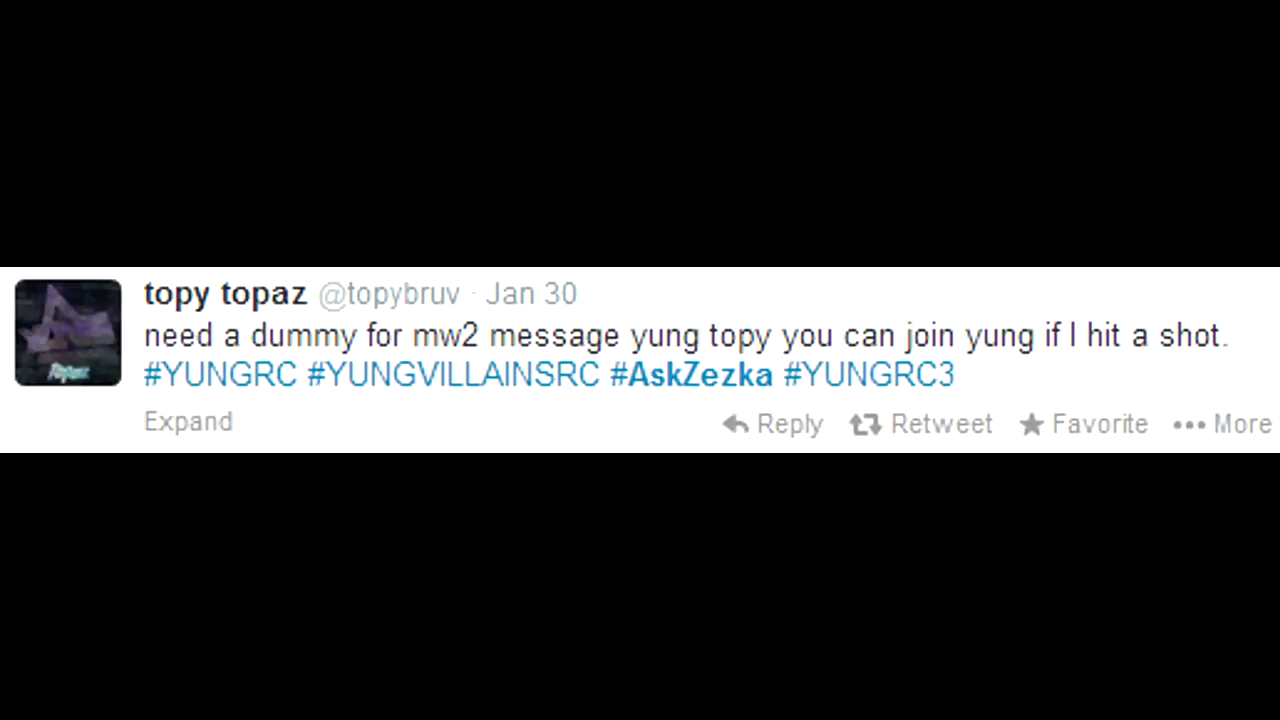 topy topaz @topybruv · Jan 30
need a dummy for mw2 message yung topy you can join yung if I hit a shot.
#YUNGRC #YUNGVILLAINSRC #AskZezka #YUNGRC3
Expand Reply Retweet Favorite More
Topaz